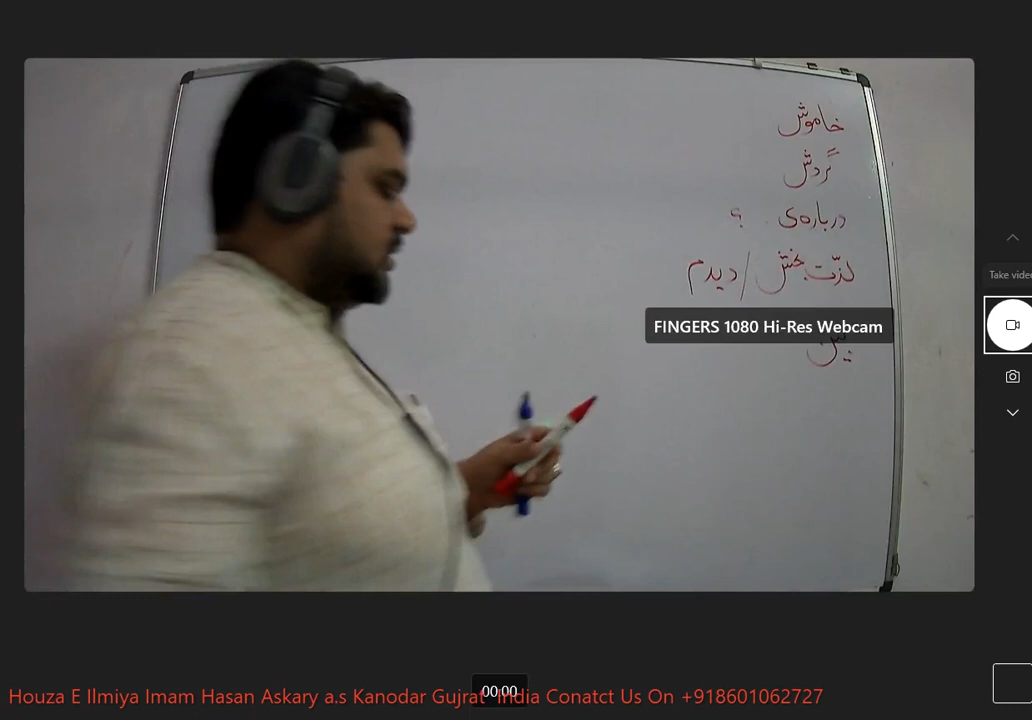 خاموش
گردش
درباره‌ی ؟
لذّت بخش / دیدم
FINGERS 1080 Hi-Res Webcam
Take vide
00:00
Houza E Ilmiya Imam Hasan Askary a.s Kanodar Gujrat India Conatct Us On +918601062727